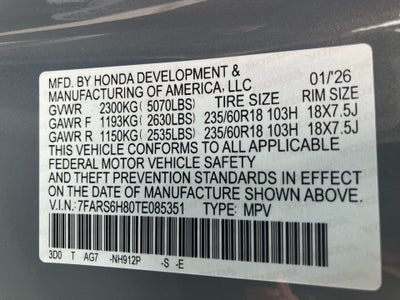 MFD. BY HONDA DEVELOPMENT &
MANUFACTURING OF AMERICA, LLC 01/'26
GVWR 2300KG(5070LBS) TIRE SIZE RIM SIZE
GAWR F 1193KG(2630LBS) 235/60R18 103H 18X7.5J
GAWR R 1150KG(2535LBS) 235/60R18 103H 18X7.5J
THIS VEHICLE CONFORMS TO ALL APPLICABLE
FEDERAL MOTOR VEHICLE SAFETY
AND THEFT PREVENTION STANDARDS IN EFFECT
ON THE DATE OF MANUFACTURE SHOWN ABOVE.
V.I.N.: 7FARS6H80TE085351 TYPE: MPV
3D0 T AG7 -NH912P -S -E